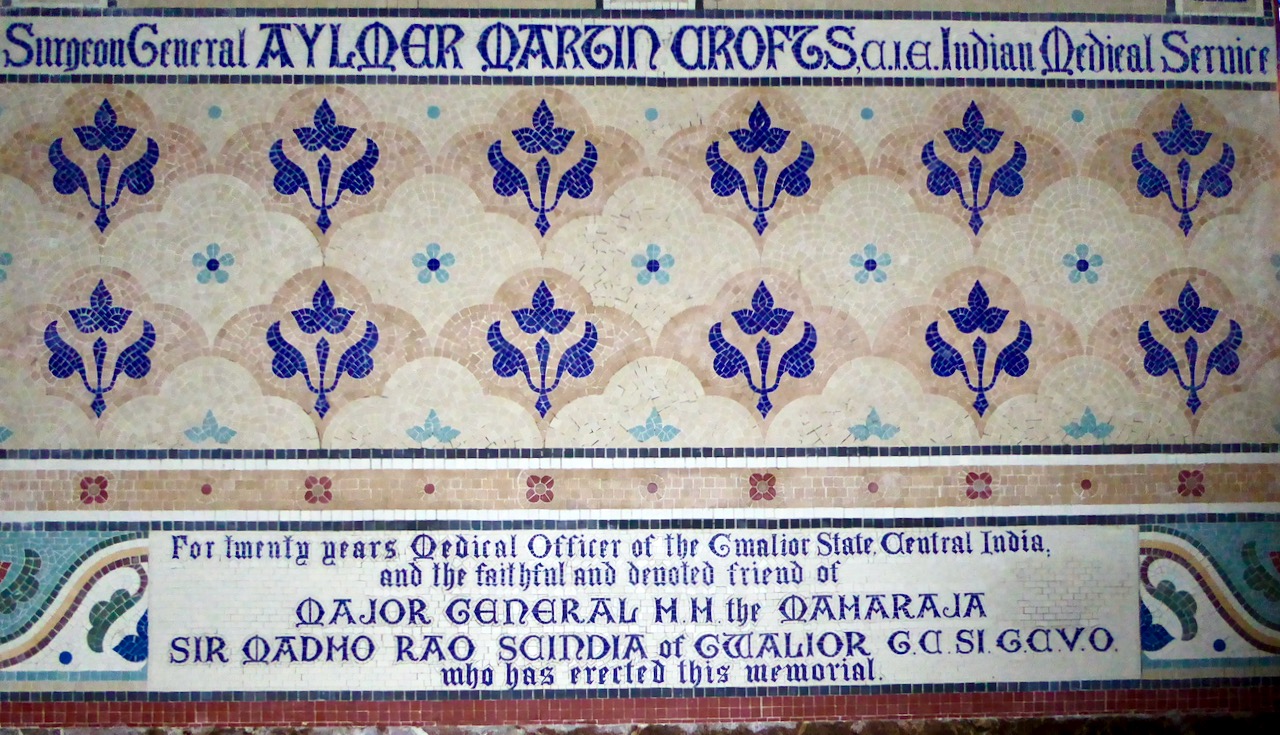 Surgeon General AYLMER MARTIN CROFTS, C.I.E. Indian Medical Service
For twenty years Medical Officer of the Gwalior State, Central India,
and the faithful and devoted friend of
MAJOR GENERAL H.H. the MAHARAJA
SIR MADHO RAO SCINDIA of GWALIOR G.C.SI. G.C.V.O.
who has erected this memorial.